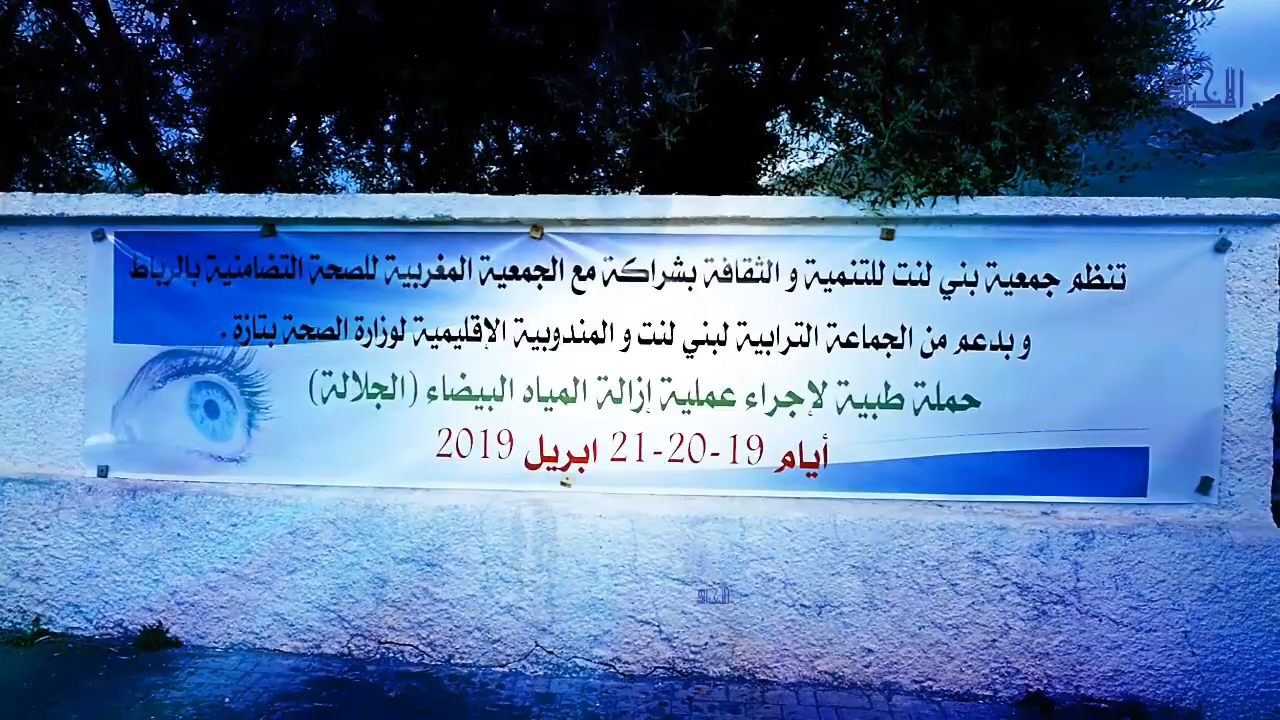 تنظم جمعية بني لنت للتنمية و الثقافة بشراكة مع الجمعية المغربية للصحة التضامنية بالرباط
و بدعم من الجماعة الترابية لبني لنت و المندوبية الإقليمية لوزارة الصحة بتازة .
حملة طبية لإجراء عملية إزالة المياه البيضاء (الجلالة)
أيام 19-20-21 ابريل 2019